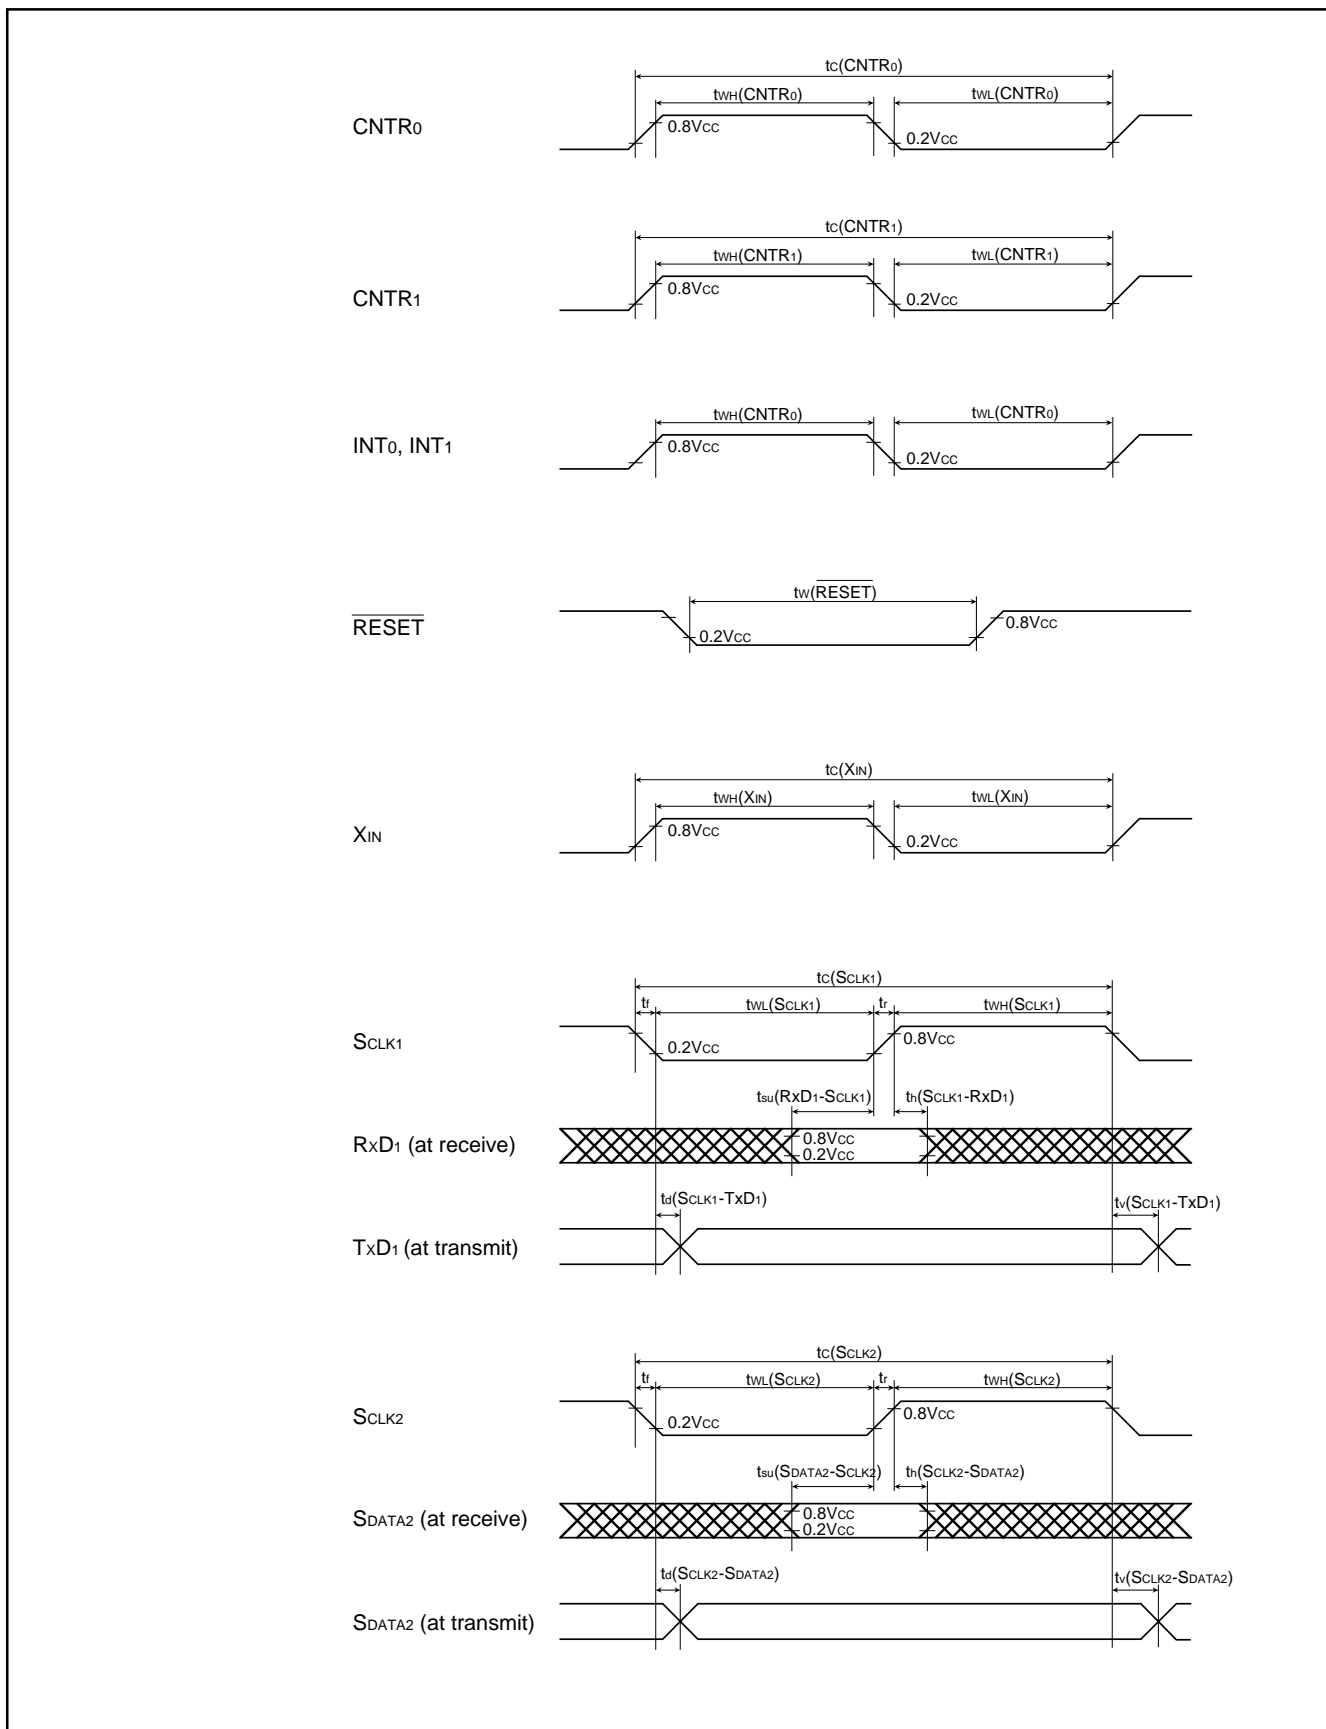 tC(CNTR0)
tWH(CNTR0) tWL(CNTR0)
CNTR0 0.8VCC 0.2VCC
tC(CNTR1)
tWH(CNTR1) tWL(CNTR1)
CNTR1 0.8VCC 0.2VCC
tWH(CNTR0) tWL(CNTR0)
INT0, INT1 0.8VCC 0.2VCC
tW(RESET)
RESET 0.2VCC 0.8VCC
tC(XIN)
tWH(XIN) tWL(XIN)
XIN 0.8VCC 0.2VCC
tC(SCLK1)
tf tWL(SCLK1) tr tWH(SCLK1)
SCLK1 0.2VCC 0.8VCC
tsu(RxD1-SCLK1) th(SCLK1-RxD1)
RXD1 (at receive) 0.8VCC
0.2VCC
td(SCLK1-TxD1) tv(SCLK1-TxD1)
TXD1 (at transmit)
tC(SCLK2)
tf tWL(SCLK2) tr tWH(SCLK2)
SCLK2 0.2VCC 0.8VCC
tsu(SDATA2-SCLK2) th(SCLK2-SDATA2)
SDATA2 (at receive) 0.8VCC
0.2VCC
td(SCLK2-SDATA2) tv(SCLK2-SDATA2)
SDATA2 (at transmit)